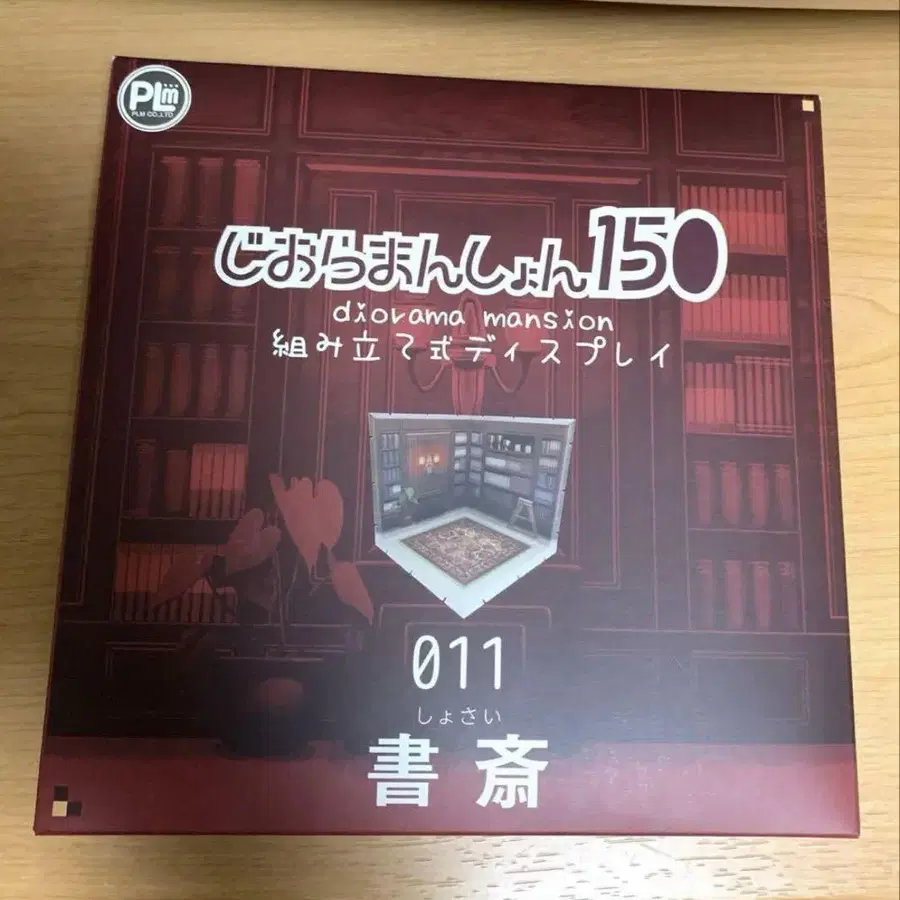 PLM
PLM CO.,LTD.
じおらまんしょん150
diorama mansion
組み立て式ディスプレイ
011
しょさい
書斎